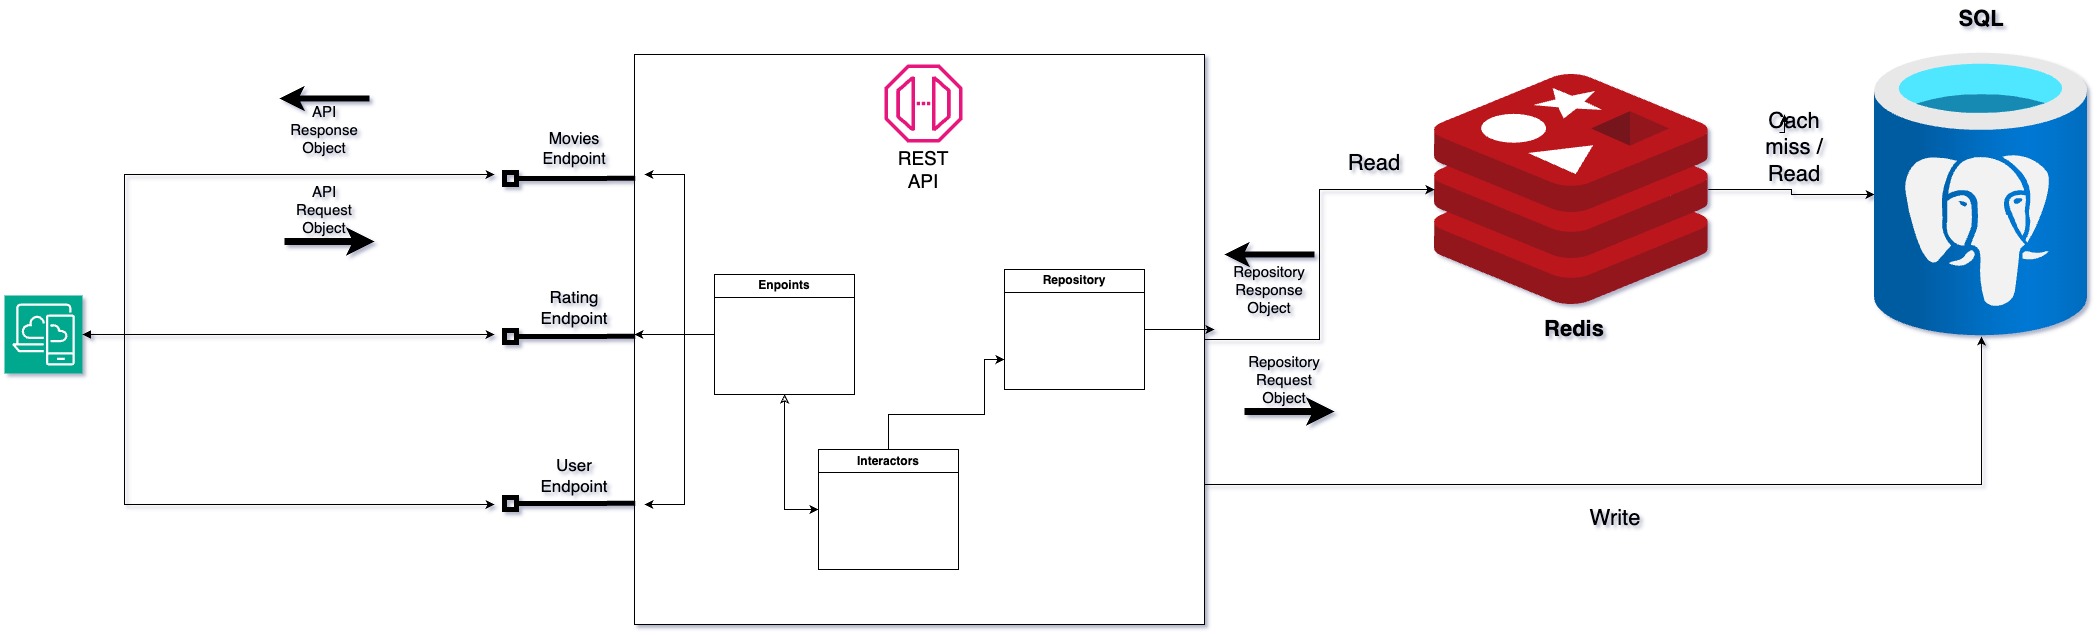 SQL
API
Response
Object
Movies
Endpoint
REST
API
Cach
miss /
Read
Read
API
Request
Object
Repository
Response
Object
Enpoints
Repository
Rating
Endpoint
Redis
Repository
Request
Object
User
Endpoint
Interactors
Write